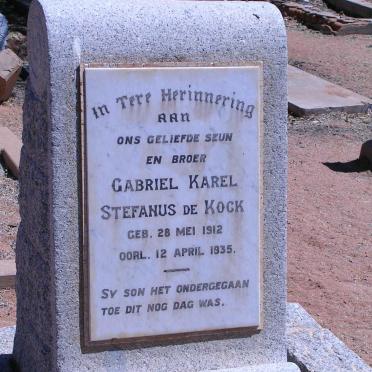 In Tere Herinnering
AAN
ONS GELIEFDE SEUN
EN BROER
GABRIEL KAREL
STEFANUS DE KOCK
GEB. 28 MEI 1912
OORL. 12 APRIL 1935.
SY SON HET ONDERGEGAAN
TOE DIT NOG DAG WAS.